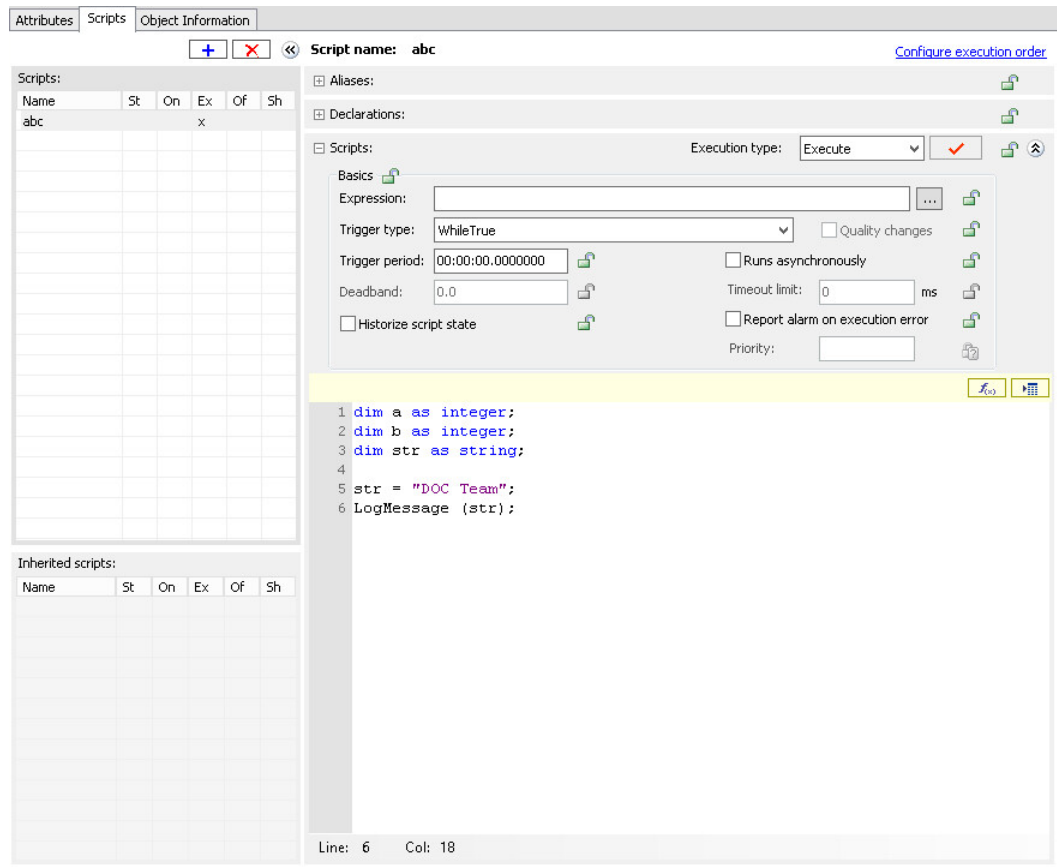 Attributes Scripts Object Information
Script name: abc Configure execution order
Scripts:
Name St On Ex Of Sh
abc x
Aliases:
Declarations:
Scripts: Execution type: Execute
Basics
Expression: ...
Trigger type: WhileTrue Quality changes
Trigger period: 00:00:00.0000000 Runs asynchronously
Deadband: 0.0 Timeout limit: 0 ms
Historize script state Report alarm on execution error
Priority:
f(x)
1 dim a as integer;
2 dim b as integer;
3 dim str as string;
4
5 str = "DOC Team";
6 LogMessage (str);
Inherited scripts:
Name St On Ex Of Sh
Line: 6 Col: 18